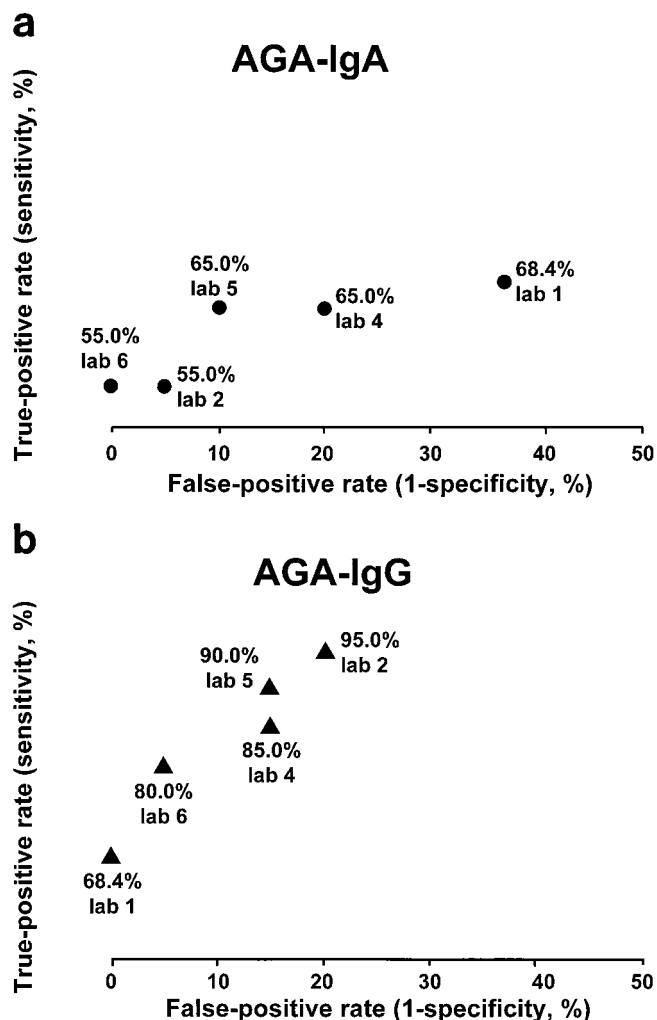 a
AGA-IgA
True-positive rate (sensitivity, %)
65.0%
lab 5
65.0%
lab 4
68.4%
lab 1
55.0%
lab 6
55.0%
lab 2
0 10 20 30 40 50
False-positive rate (1-specificity, %)
b
AGA-IgG
True-positive rate (sensitivity, %)
90.0%
lab 5
95.0%
lab 2
85.0%
lab 4
80.0%
lab 6
68.4%
lab 1
0 10 20 30 40 50
False-positive rate (1-specificity, %)